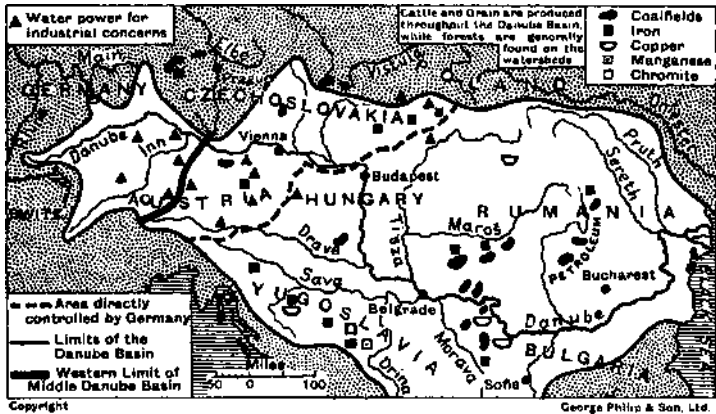 Water power for
industrial concerns
Cattle and Grain are produced
throughout the Danube Basin,
while forests are generally
found on the
watersheds
Coalfields
Iron
Copper
Manganese
Chromite
Main
Elbe
Vistula
GERMANY
CZECHOSLOVAKIA
POLAND
Dniester
Pruth
Sereth
Danube
Inn
Vienna
Budapest
SWITZ
AUSTRIA
HUNGARY
RUMANIA
Tisza
Maros
PETROLEUM
Drava
Sava
Bucharest
Belgrade
Danube
YUGOSLAVIA
Morava
BULGARIA
Drina
Sofia
Area directly
controlled by Germany
Limits of the
Danube Basin
Western Limit of
Middle Danube Basin
Miles
50 0 100
Copyright
George Philip & Son, Ltd.